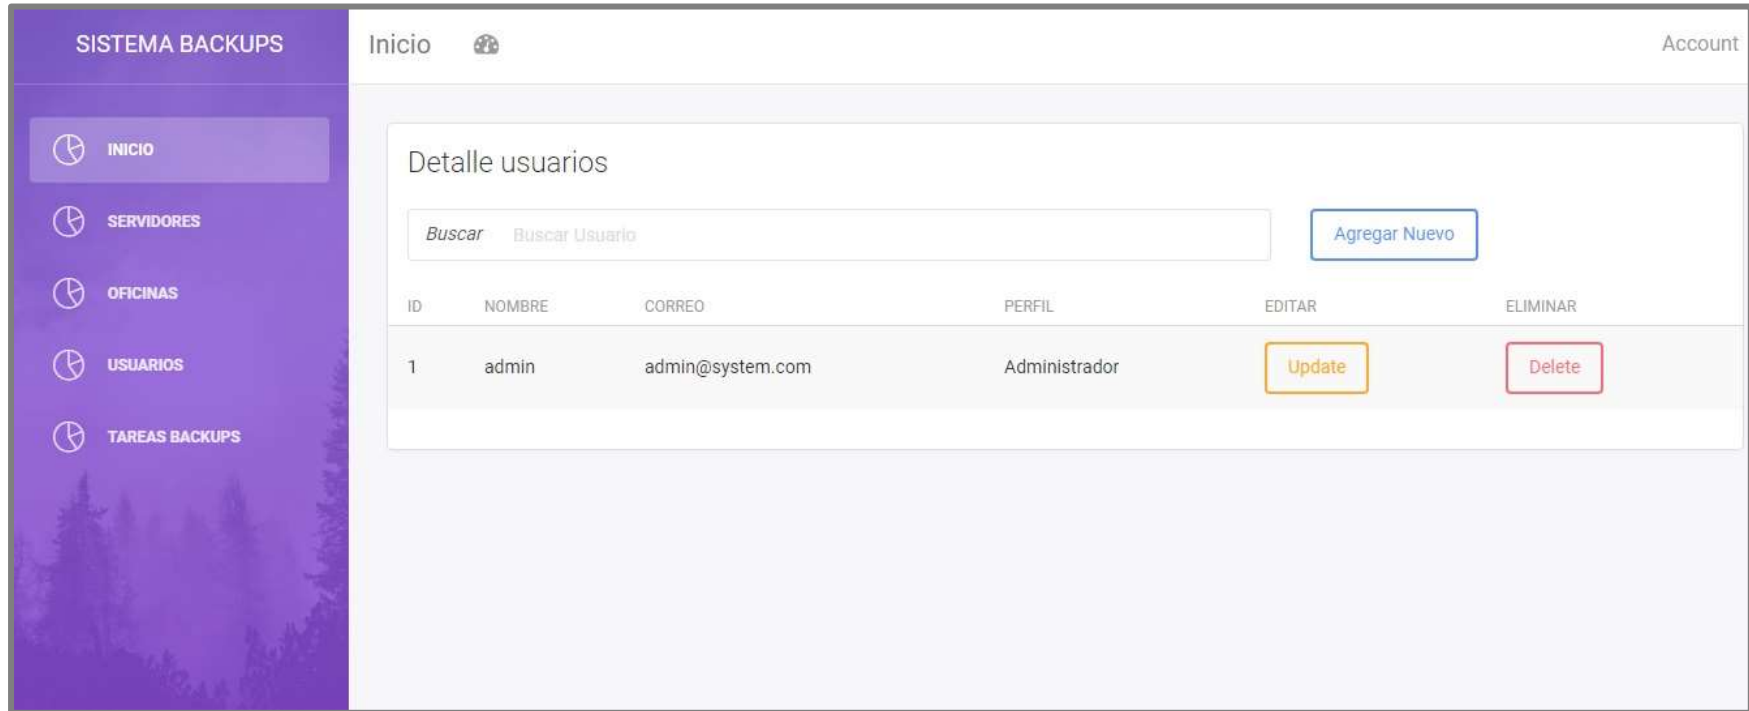 SISTEMA BACKUPS
Inicio
Account
INICIO
SERVIDORES
OFICINAS
USUARIOS
TAREAS BACKUPS
Detalle usuarios
Buscar Buscar Usuario
Agregar Nuevo
ID NOMBRE CORREO PERFIL EDITAR ELIMINAR
1 admin admin@system.com Administrador Update Delete